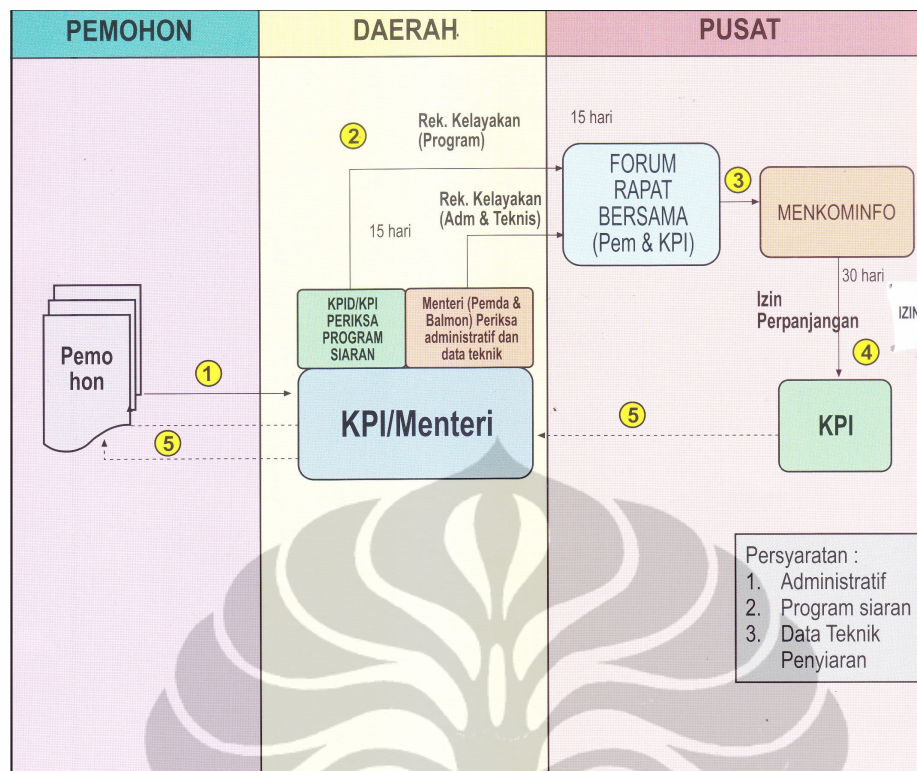 PEMOHON
DAERAH
PUSAT
2
Rek. Kelayakan
(Program)
15 hari
FORUM
RAPAT
BERSAMA
(Pem & KPI)
3
MENKOMINFO
Rek. Kelayakan
(Adm & Teknis)
15 hari
30 hari
KPID/KPI
PERIKSA
PROGRAM
SIARAN
Menteri (Pemda &
Balmon) Periksa
administratif dan
data teknik
Izin
Perpanjangan
IZIN
4
Pemo
hon
1
KPI/Menteri
5
5
KPI
Persyaratan :
1. Administratif
2. Program siaran
3. Data Teknik
Penyiaran